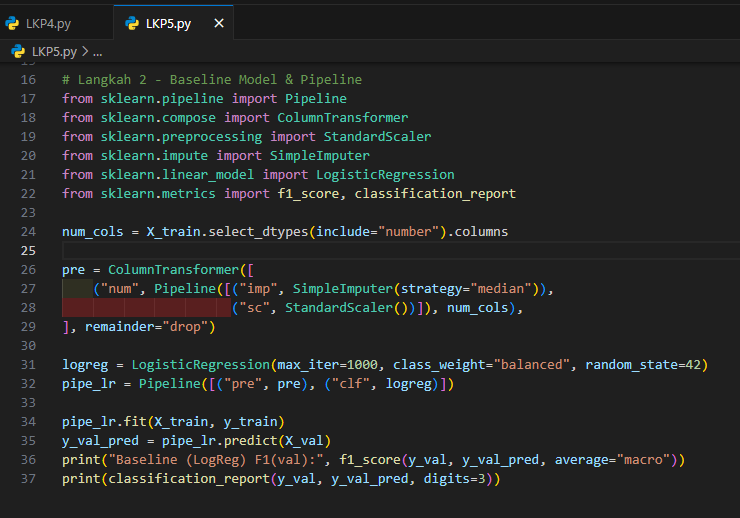 LKP4.py LKP5.py ×
LKP5.py > ...
16 # Langkah 2 - Baseline Model & Pipeline
17 from sklearn.pipeline import Pipeline
18 from sklearn.compose import ColumnTransformer
19 from sklearn.preprocessing import StandardScaler
20 from sklearn.impute import SimpleImputer
21 from sklearn.linear_model import LogisticRegression
22 from sklearn.metrics import f1_score, classification_report
23
24 num_cols = X_train.select_dtypes(include="number").columns
25
26 pre = ColumnTransformer([
27     ("num", Pipeline([("imp", SimpleImputer(strategy="median")),
28                       ("sc", StandardScaler())]), num_cols),
29 ], remainder="drop")
30
31 logreg = LogisticRegression(max_iter=1000, class_weight="balanced", random_state=42)
32 pipe_lr = Pipeline([("pre", pre), ("clf", logreg)])
33
34 pipe_lr.fit(X_train, y_train)
35 y_val_pred = pipe_lr.predict(X_val)
36 print("Baseline (LogReg) F1(val):", f1_score(y_val, y_val_pred, average="macro"))
37 print(classification_report(y_val, y_val_pred, digits=3))